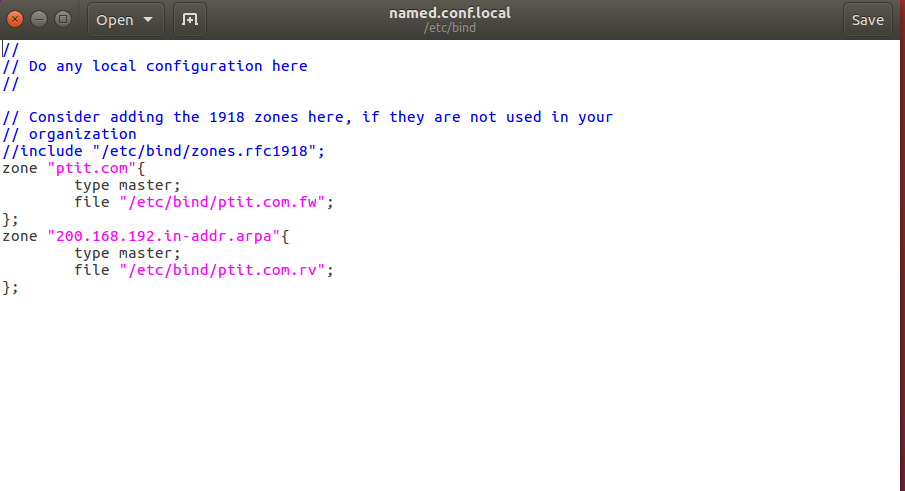 Open
named.conf.local
/etc/bind
Save
//
// Do any local configuration here
//
// Consider adding the 1918 zones here, if they are not used in your
// organization
//include "/etc/bind/zones.rfc1918";
zone "ptit.com"{
        type master;
        file "/etc/bind/ptit.com.fw";
};
zone "200.168.192.in-addr.arpa"{
        type master;
        file "/etc/bind/ptit.com.rv";
};